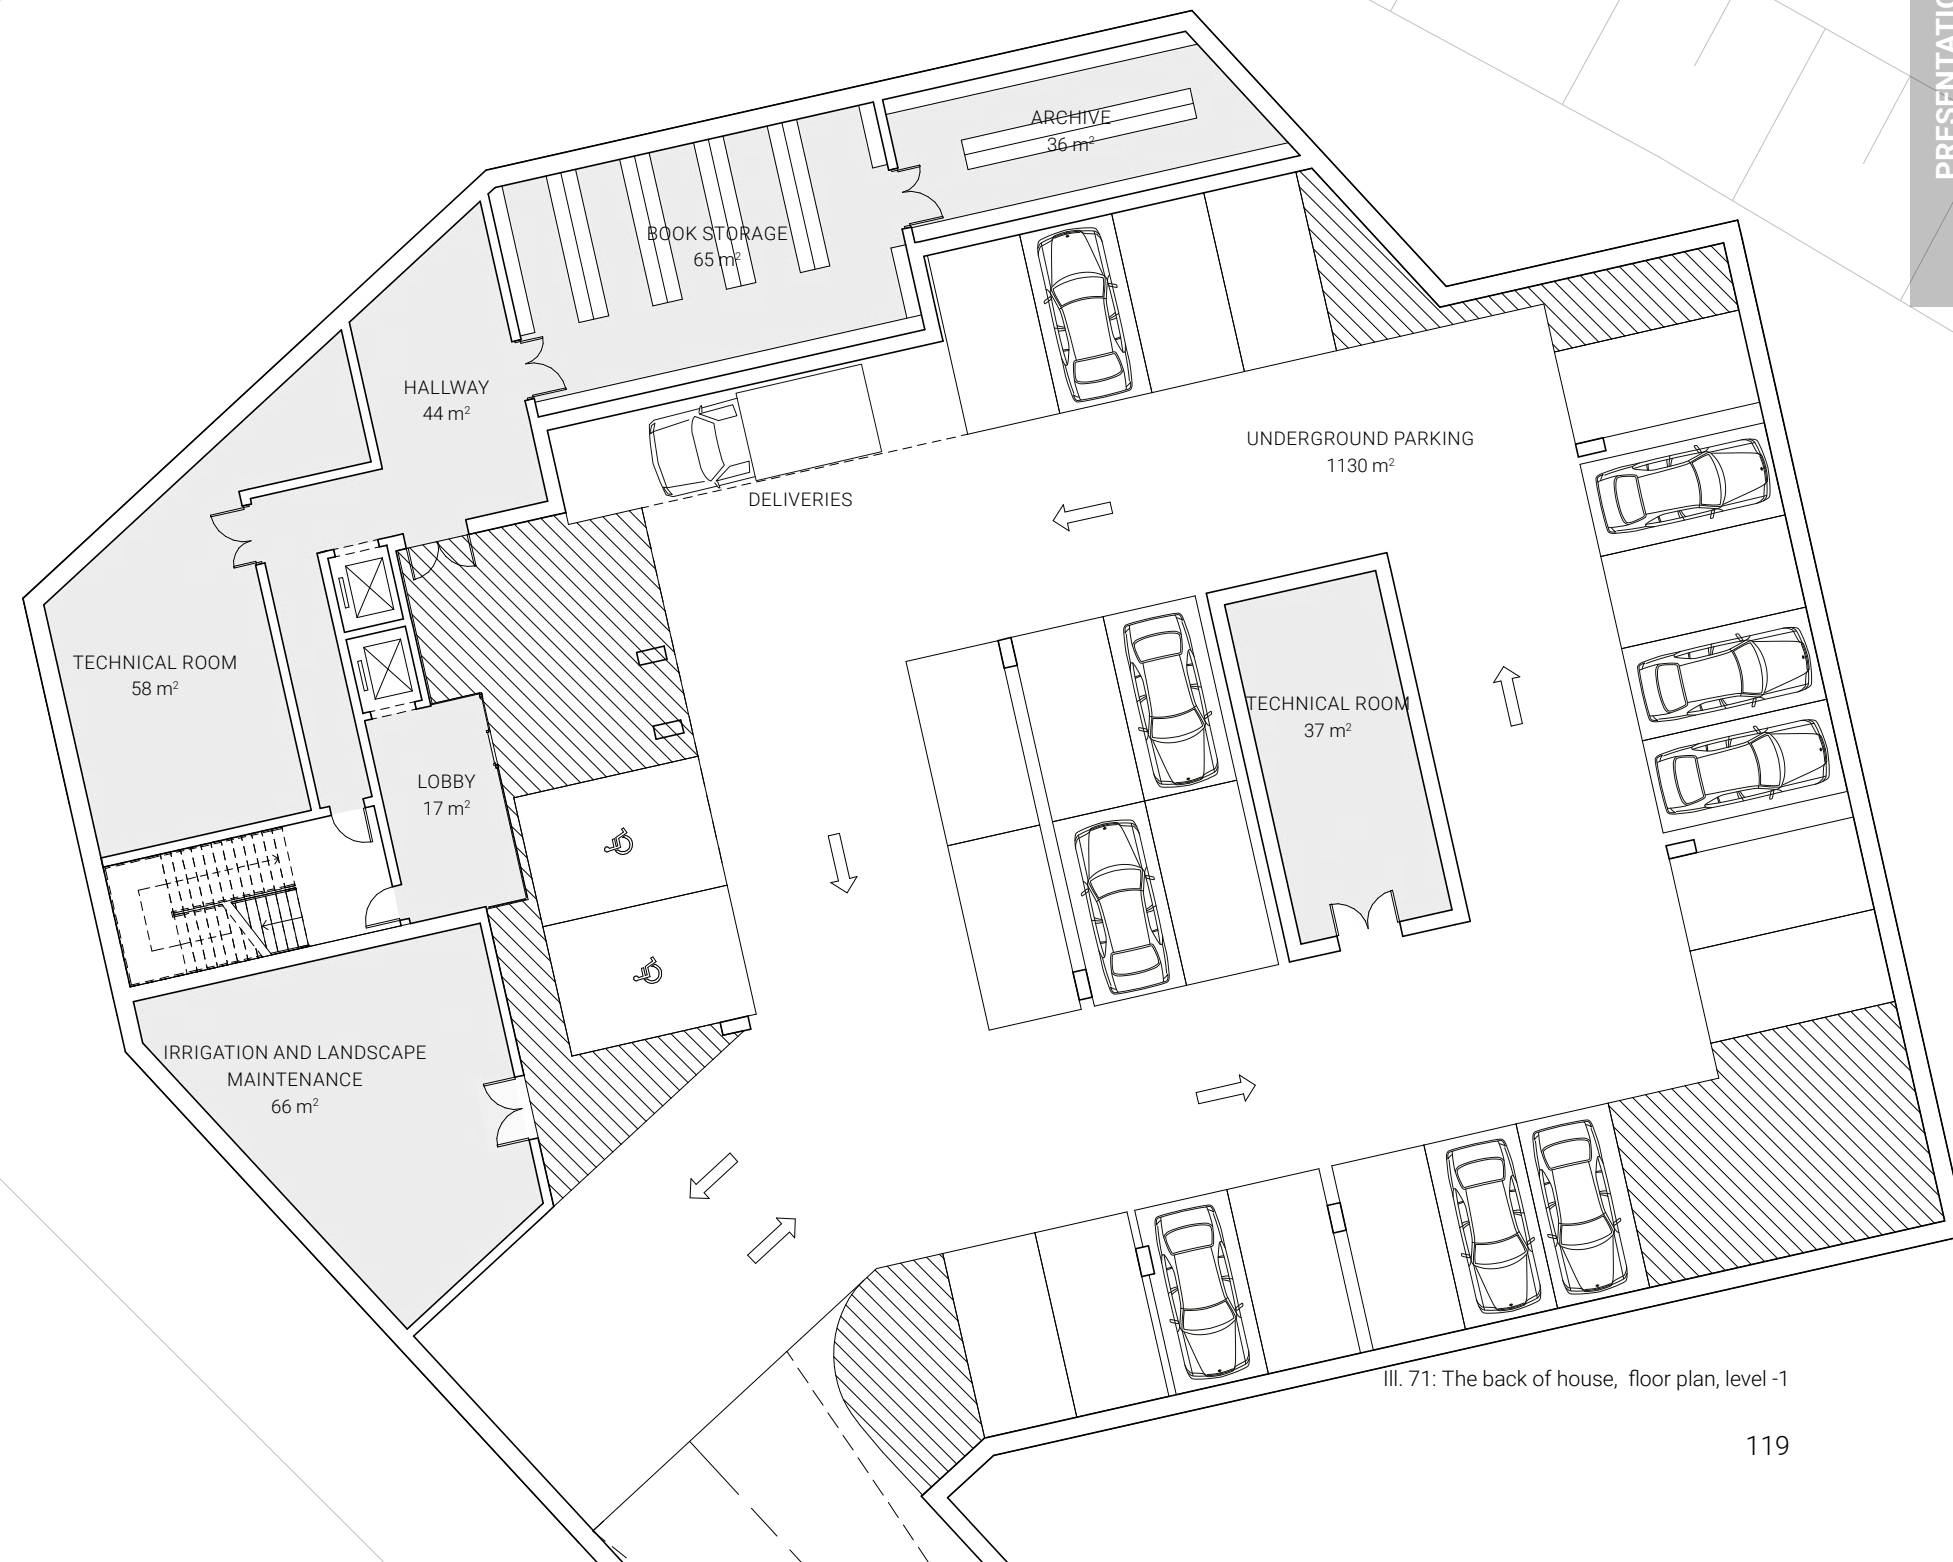 PRESENTATIO
ARCHIVE
36 m²
BOOK STORAGE
65 m²
HALLWAY
44 m²
UNDERGROUND PARKING
1130 m²
DELIVERIES
TECHNICAL ROOM
58 m²
TECHNICAL ROOM
37 m²
LOBBY
17 m²
IRRIGATION AND LANDSCAPE
MAINTENANCE
66 m²
Ill. 71: The back of house, floor plan, level -1
119